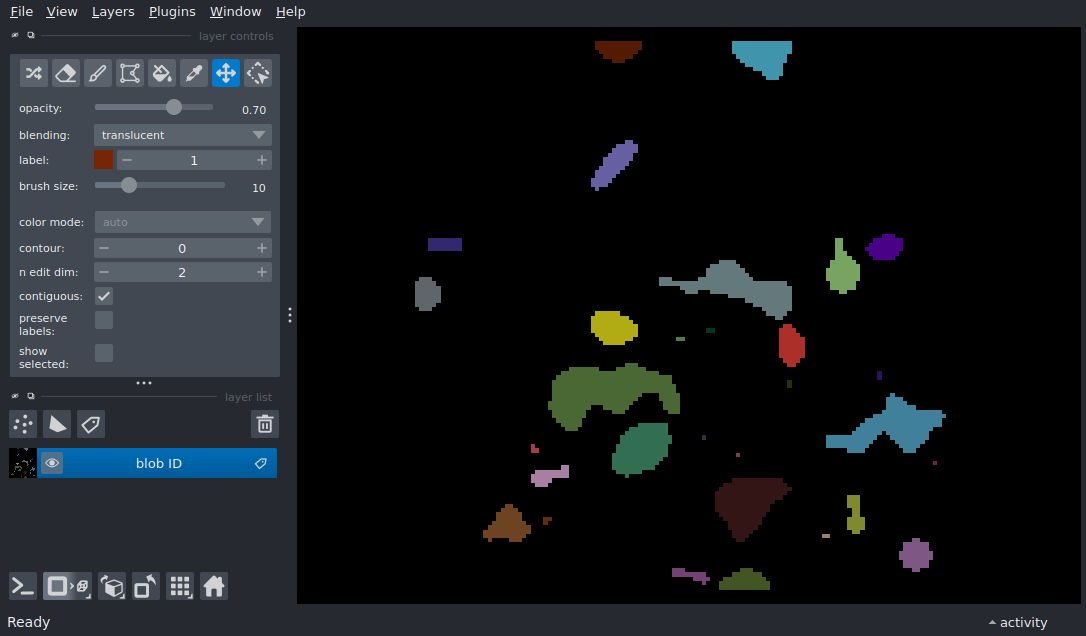 File View Layers Plugins Window Help
layer controls
opacity: 0.70
blending: translucent
label: 1
brush size: 10
color mode: auto
contour: 0
n edit dim: 2
contiguous:
preserve
labels:
show
selected:
layer list
blob ID
Ready activity